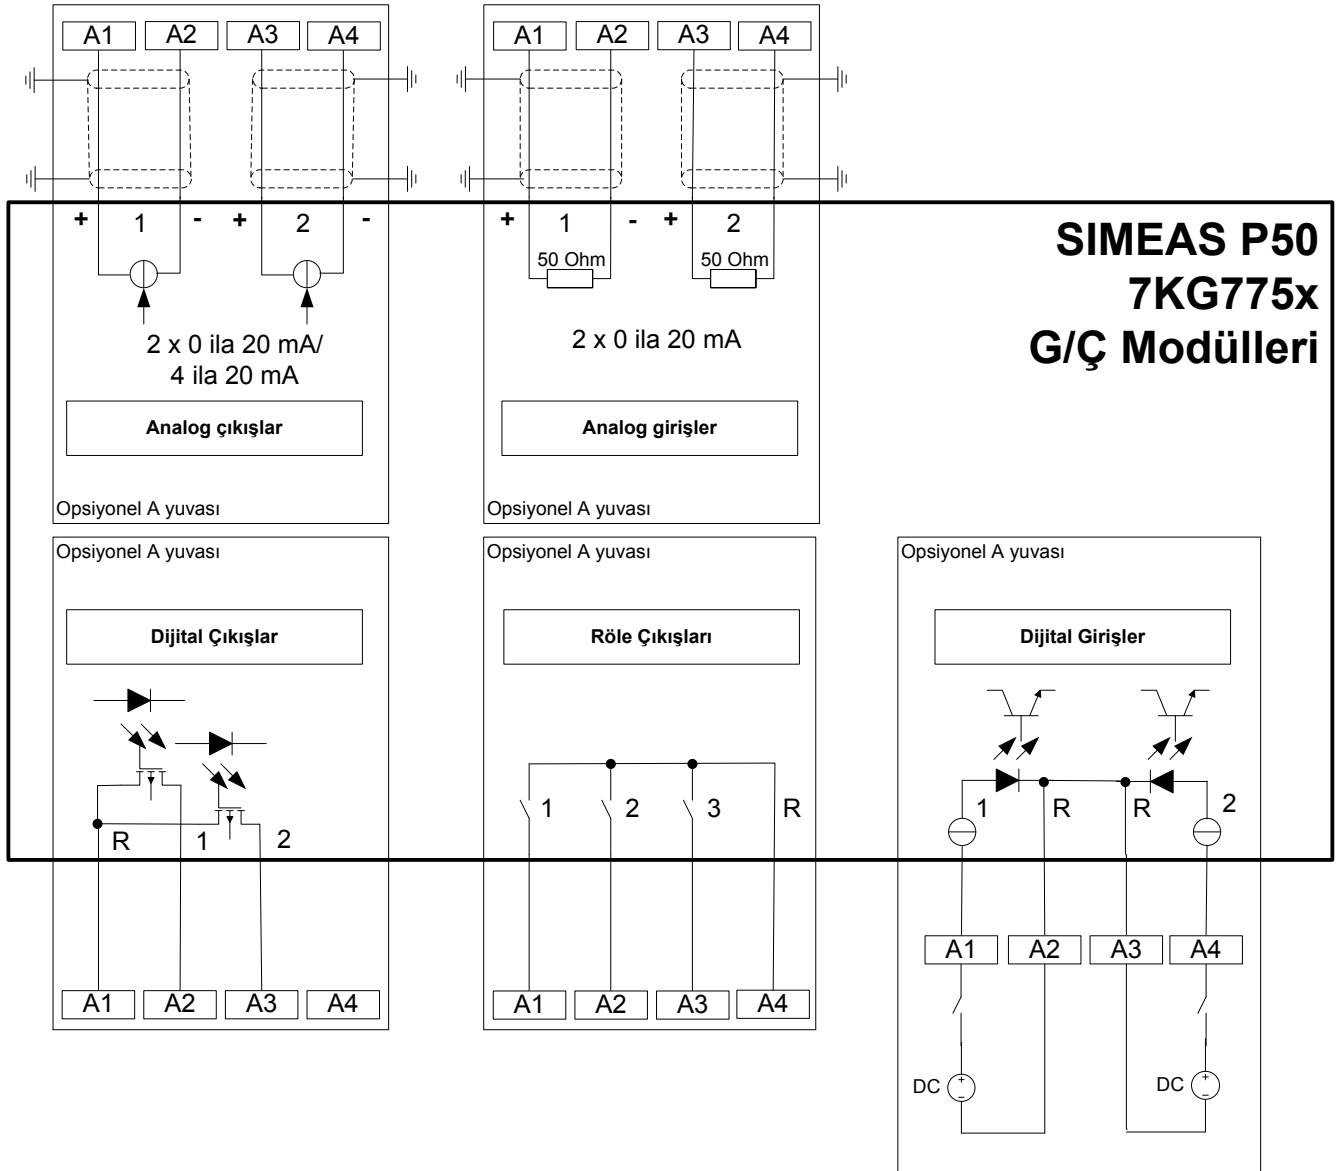 A1 A2 A3 A4
A1 A2 A3 A4
+ 1 - + 2 -
+ 1 - + 2 -
50 Ohm 50 Ohm
SIMEAS P50
7KG775x
G/Ç Modülleri
2 x 0 ila 20 mA/
4 ila 20 mA
2 x 0 ila 20 mA
Analog çıkışlar
Analog girişler
Opsiyonel A yuvası
Opsiyonel A yuvası
Opsiyonel A yuvası
Opsiyonel A yuvası
Opsiyonel A yuvası
Dijital Çıkışlar
Röle Çıkışları
Dijital Girişler
R 1 2
1 2 3 R
1 R R 2
A1 A2 A3 A4
A1 A2 A3 A4
A1 A2 A3 A4
DC + -
DC + -